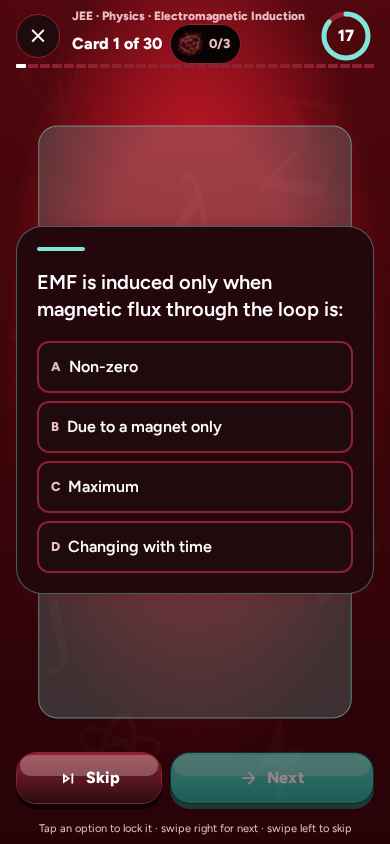 JEE · Physics · Electromagnetic Induction
Card 1 of 30
0/3
17
EMF is induced only when
magnetic flux through the loop is:
A Non-zero
B Due to a magnet only
C Maximum
D Changing with time
Skip
Next
Tap an option to lock it · swipe right for next · swipe left to skip